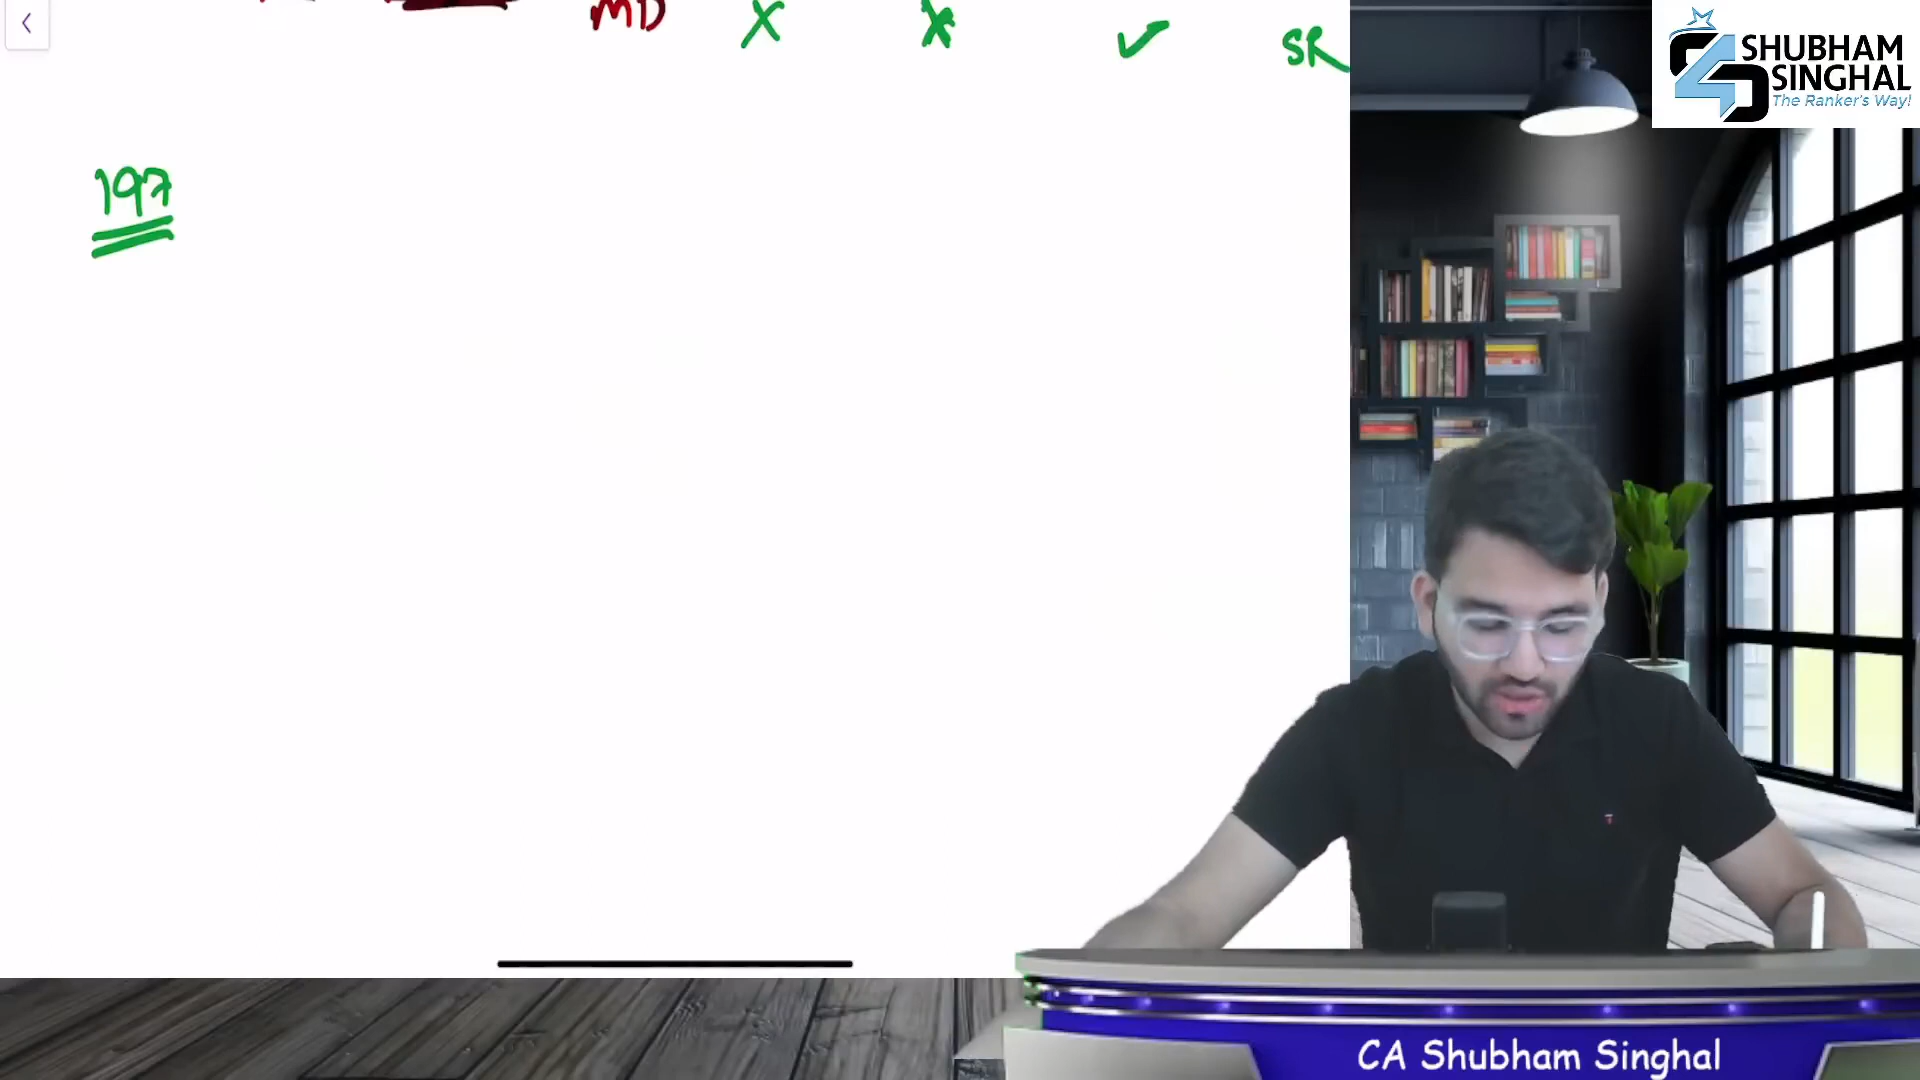 MD X X ✓ SR
197
SHUBHAM
SINGHAL
The Ranker's Way!
CA Shubham Singhal